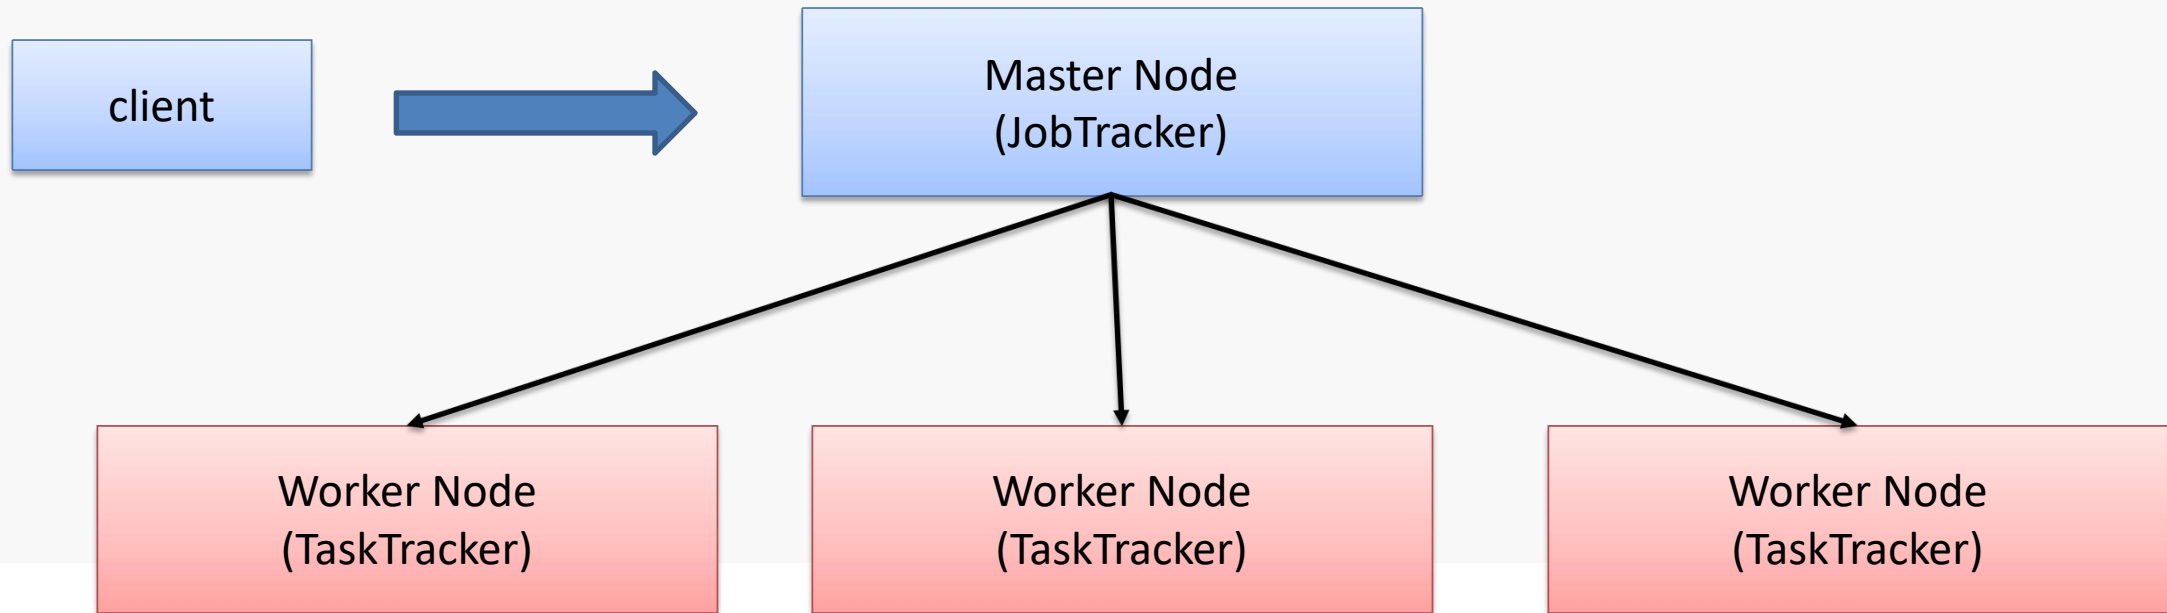 client
Master Node
(JobTracker)
Worker Node
(TaskTracker)
Worker Node
(TaskTracker)
Worker Node
(TaskTracker)